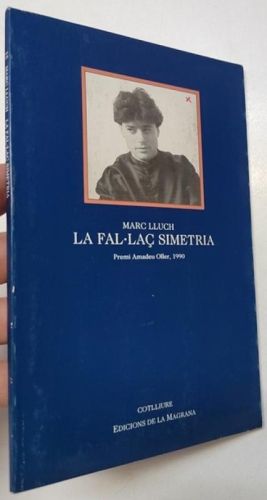 MARC LLUCH
LA FAL·LAÇ SIMETRIA
Premi Amadeu Oller, 1990
COTLLIURE
EDICIONS DE LA MAGRANA